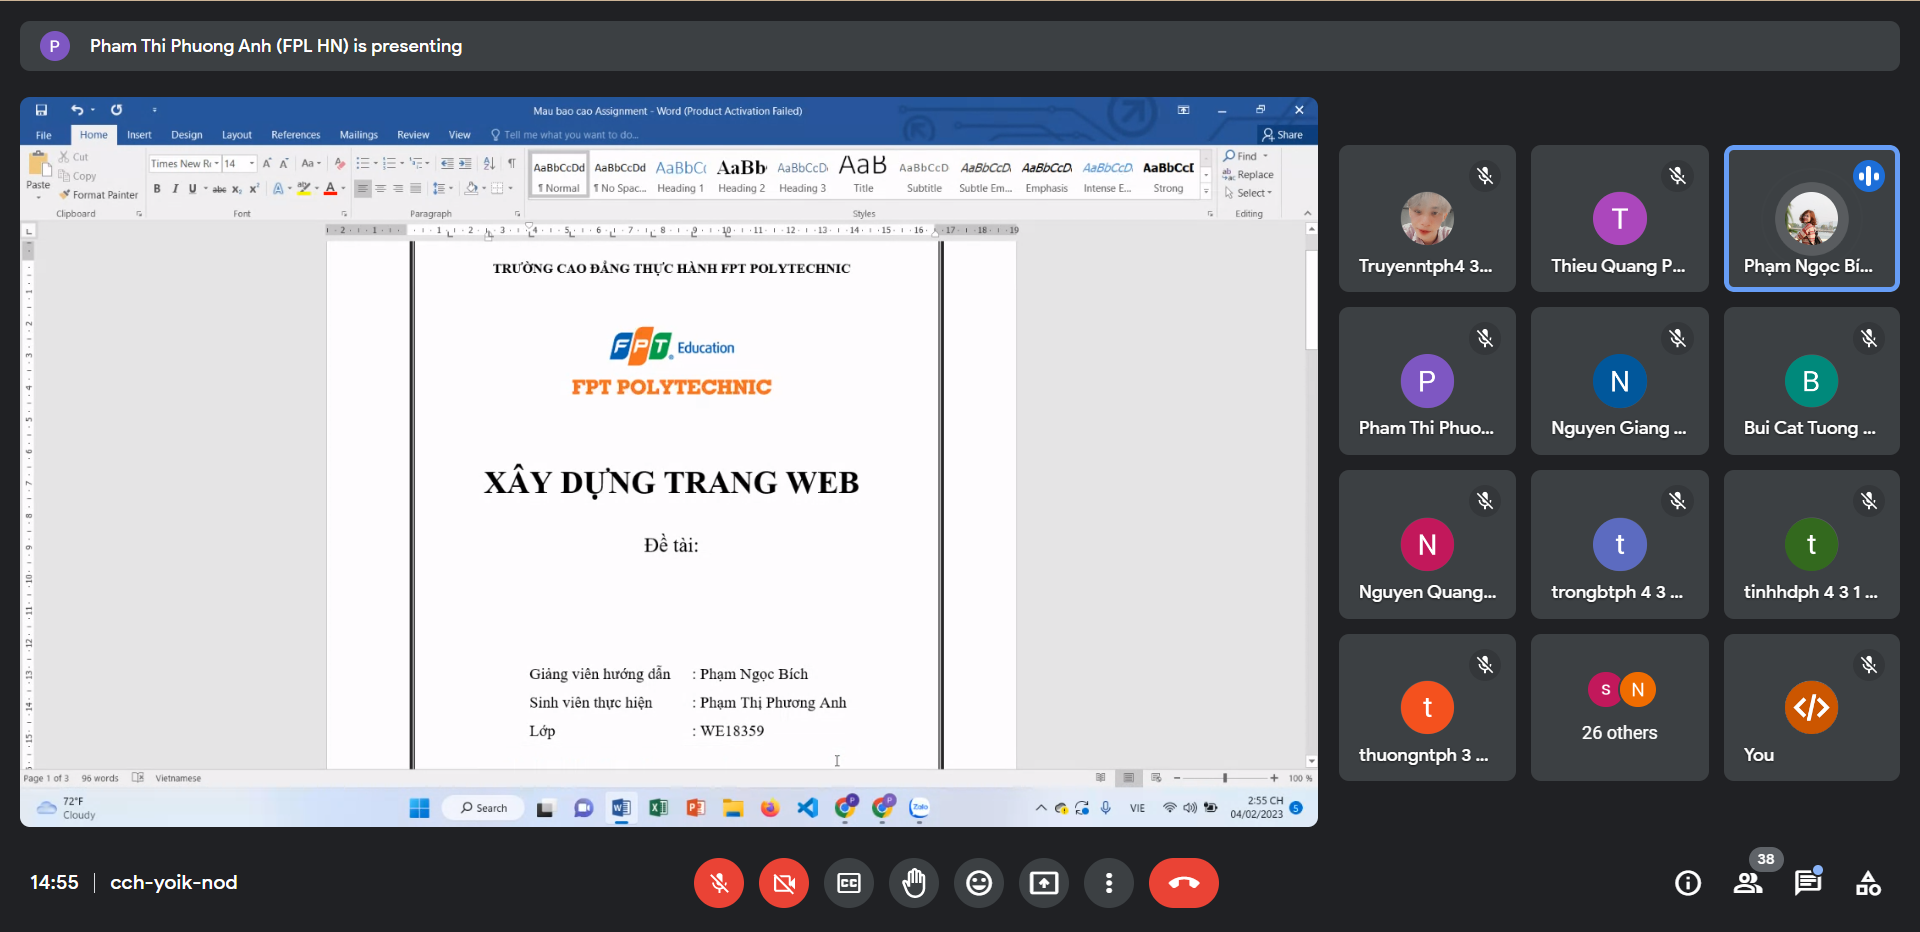 P
Pham Thi Phuong Anh (FPL HN) is presenting
Mau bao cao Assignment - Word (Product Activation Failed)
File Home Insert Design Layout References Mailings Review View Tell me what you want to do... Share
Paste
Cut
Copy
Format Painter
Clipboard
Times New R 14 Aa
B I U abc X₂ X² A A
Font
Paragraph
AaBbCcDd AaBbCcDd AaBbC( AaBb( AaBbCcD AaB AaBbCcD AaBbCcD. AaBbCcD. AaBbCcD. AaBbCcI
¶ Normal ¶ No Spac... Heading 1 Heading 2 Heading 3 Title Subtitle Subtle Em... Emphasis Intense E... Strong
Styles
Find
Replace
Select
Editing
TRƯỜNG CAO ĐẲNG THỰC HÀNH FPT POLYTECHNIC
FPT Education
FPT POLYTECHNIC
XÂY DỰNG TRANG WEB
Đề tài:
Giảng viên hướng dẫn : Phạm Ngọc Bích
Sinh viên thực hiện : Phạm Thị Phương Anh
Lớp : WE18359
Page 1 of 3 96 words Vietnamese 100 %
72°F
Cloudy
Search
Zalo
VIE
2:55 CH
04/02/2023
5
Truyenntph4 3...
T
Thieu Quang P...
Phạm Ngọc Bí...
P
Pham Thi Phuo...
N
Nguyen Giang ...
B
Bui Cat Tuong ...
N
Nguyen Quang...
t
trongbtph 4 3 ...
t
tinhhdph 4 3 1 ...
t
thuongntph 3 ...
S N
26 others
You
14:55 | cch-yoik-nod
CC
38